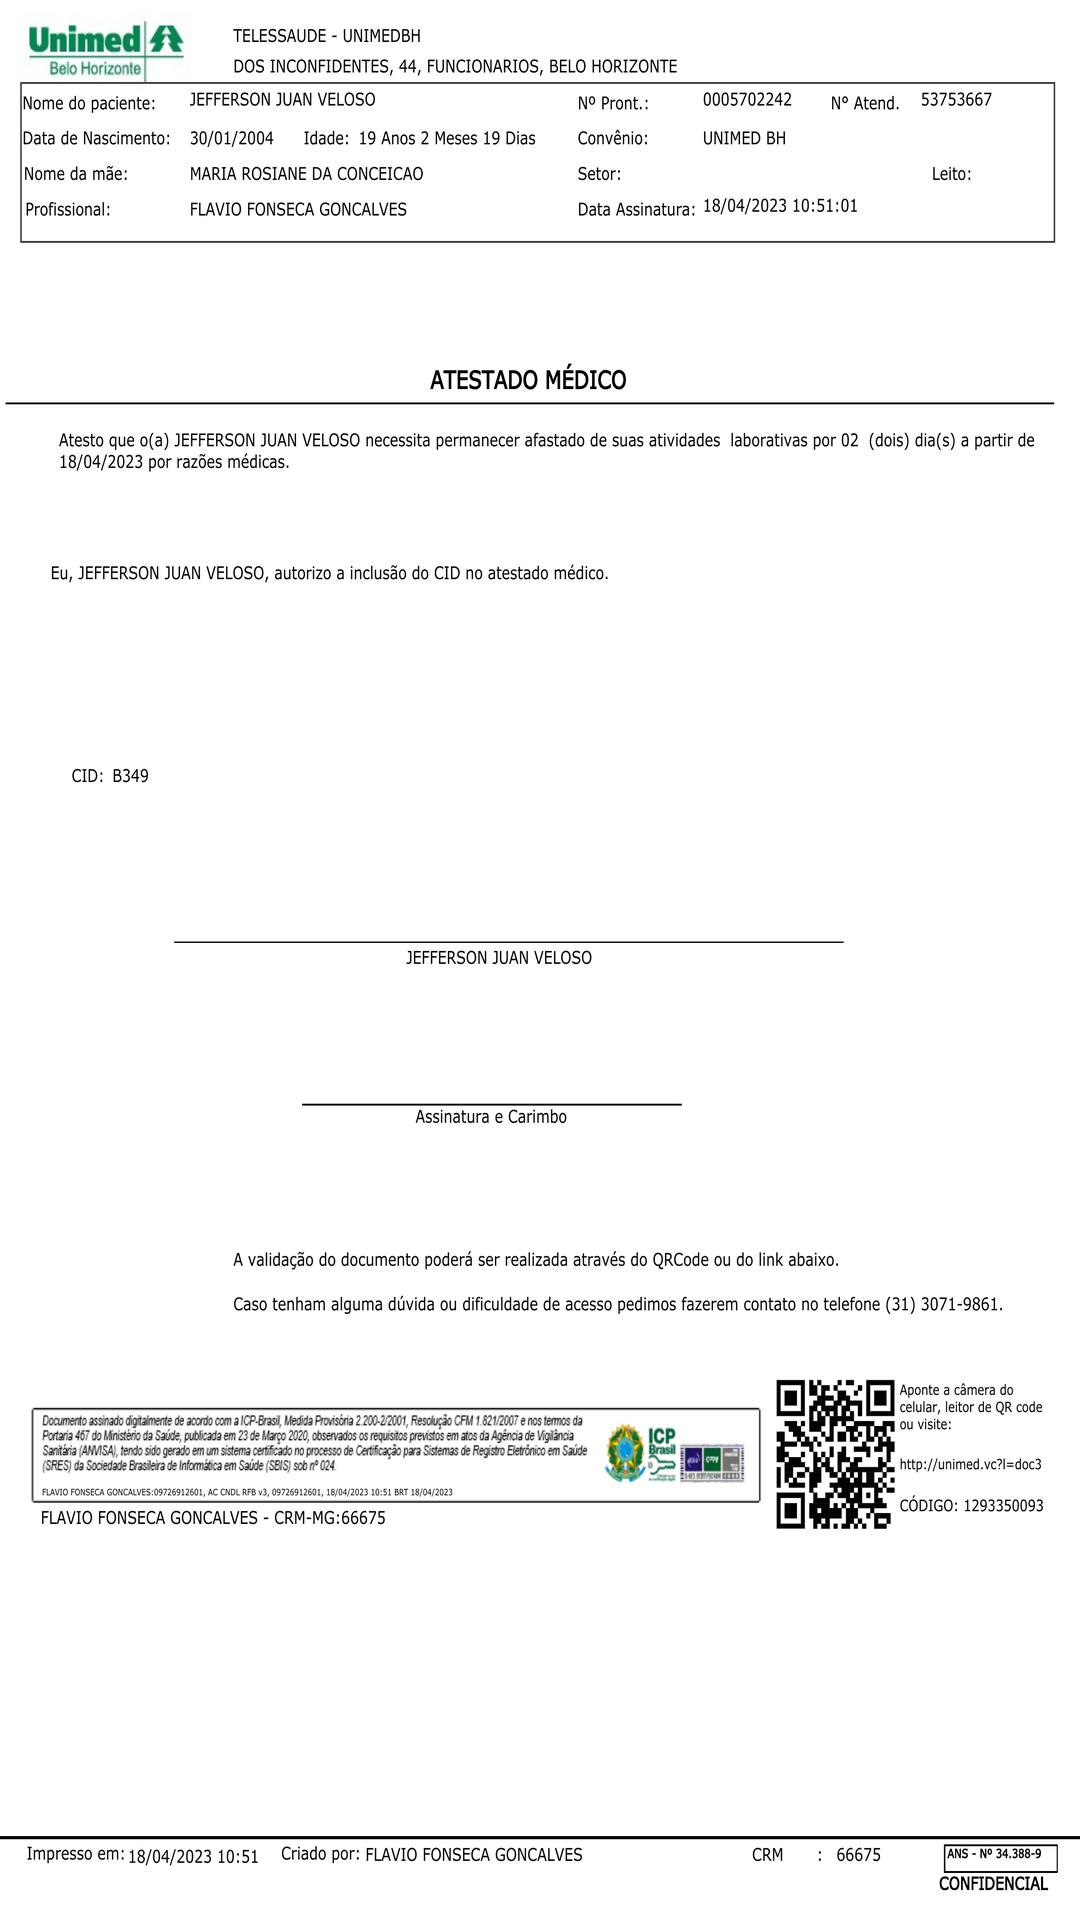 Unimed
Belo Horizonte
TELESSAUDE - UNIMEDBH
DOS INCONFIDENTES, 44, FUNCIONARIOS, BELO HORIZONTE
Nome do paciente: JEFFERSON JUAN VELOSO Nº Pront.: 0005702242 N° Atend. 53753667
Data de Nascimento: 30/01/2004 Idade: 19 Anos 2 Meses 19 Dias Convênio: UNIMED BH
Nome da mãe: MARIA ROSIANE DA CONCEICAO Setor: Leito:
Profissional: FLAVIO FONSECA GONCALVES Data Assinatura: 18/04/2023 10:51:01
ATESTADO MÉDICO
Atesto que o(a) JEFFERSON JUAN VELOSO necessita permanecer afastado de suas atividades laborativas por 02 (dois) dia(s) a partir de
18/04/2023 por razões médicas.
Eu, JEFFERSON JUAN VELOSO, autorizo a inclusão do CID no atestado médico.
CID: B349
JEFFERSON JUAN VELOSO
Assinatura e Carimbo
A validação do documento poderá ser realizada através do QRCode ou do link abaixo.
Caso tenham alguma dúvida ou dificuldade de acesso pedimos fazerem contato no telefone (31) 3071-9861.
Documento assinado digitalmente de acordo com a ICP-Brasil, Medida Provisória 2.200-2/2001, Resolução CFM 1.821/2007 e nos termos da
Portaria 467 do Ministério da Saúde, publicada em 23 de Março 2020, observados os requisitos previstos em atos da Agência de Vigilância
Sanitária (ANVISA), tendo sido gerado em um sistema certificado no processo de Certificação para Sistemas de Registro Eletrônico em Saúde
(SRES) da Sociedade Brasileira de Informática em Saúde (SBIS) sob nº 024.
FLAVIO FONSECA GONCALVES:09726912601, AC CNDL RFB v3, 09726912601, 18/04/2023 10:51 BRT 18/04/2023
ICP
Brasil
FLAVIO FONSECA GONCALVES - CRM-MG:66675
Aponte a câmera do
celular, leitor de QR code
ou visite:
http://unimed.vc?l=doc3
CÓDIGO: 1293350093
Impresso em: 18/04/2023 10:51 Criado por: FLAVIO FONSECA GONCALVES CRM : 66675
ANS - Nº 34.388-9
CONFIDENCIAL